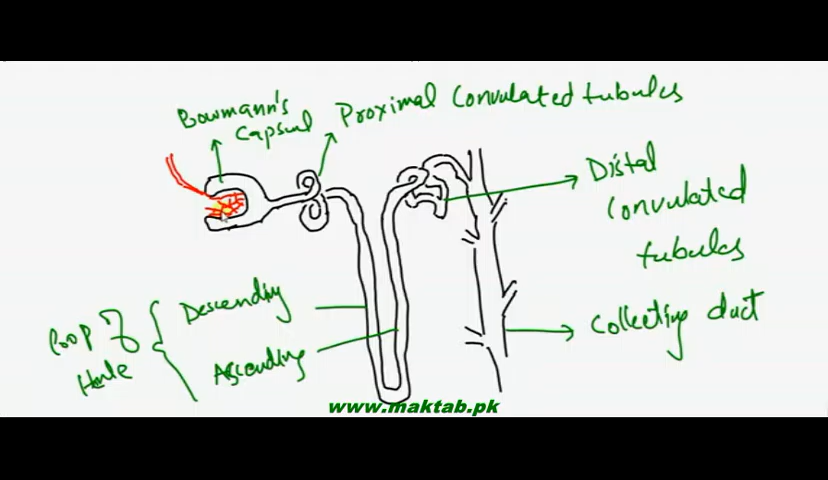 Bowmann's
Capsul
Proximal Convulated tubules
Distal
Convulated
tubules
Collecting duct
Loop of
Henle
Descending
Ascending
www.maktab.pk